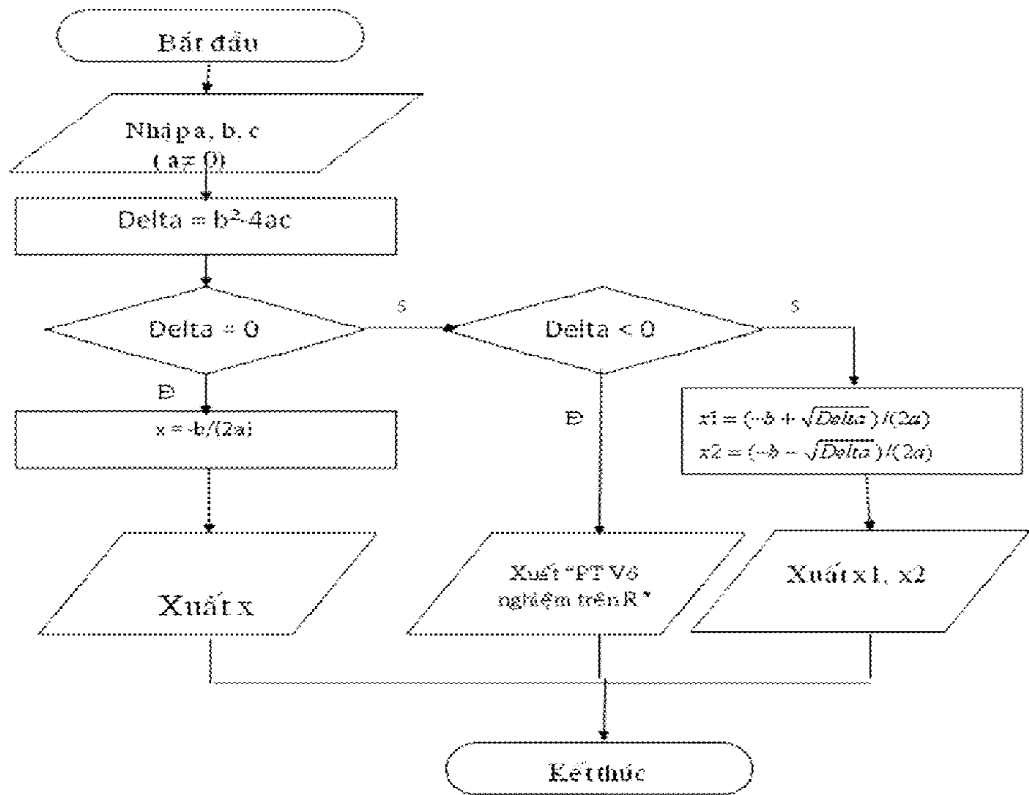 Bắt đầu
Nhập a, b, c
( a≠ 0)
Delta = b²-4ac
Delta = 0
S
Delta < 0
S
Đ
x = -b/(2a)
Đ
x1 = (-b + √Delta)/(2a)
x2 = (-b - √Delta)/(2a)
Xuất x
Xuất "PT Vô
nghiệm trên R"
Xuất x1, x2
Kết thúc